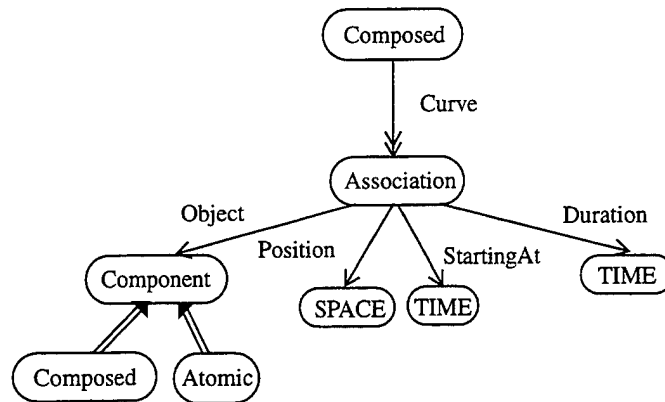 Composed
Curve
Association
Object
Position
StartingAt
Duration
Component
SPACE
TIME
TIME
Composed
Atomic